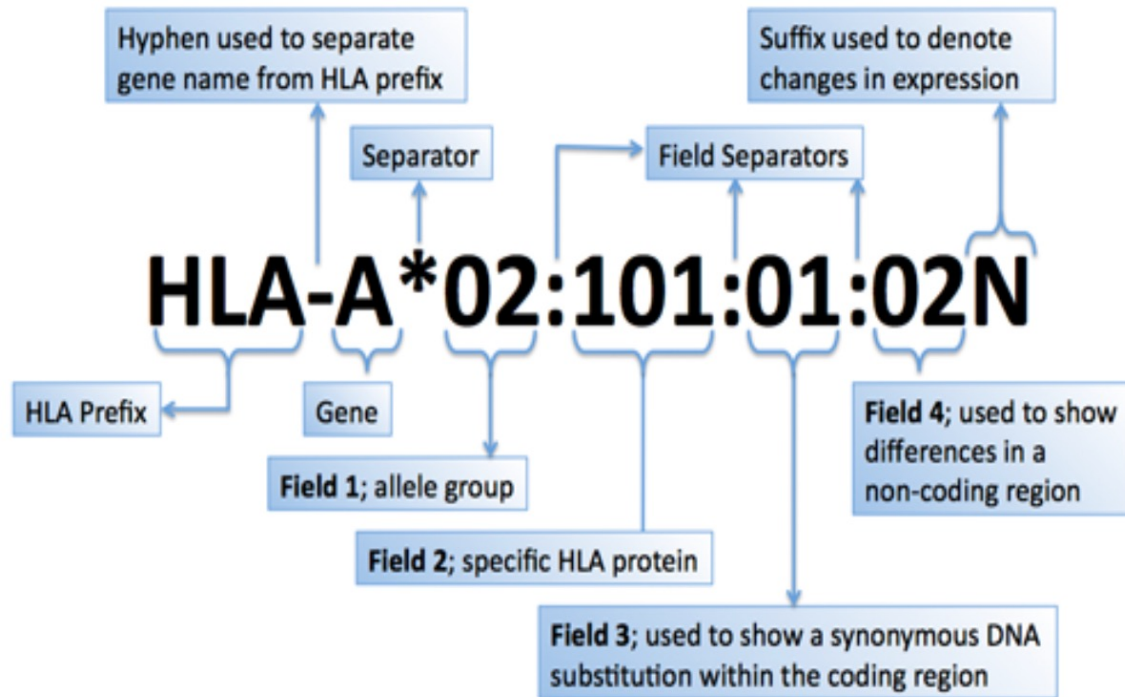 Hyphen used to separate
gene name from HLA prefix
Suffix used to denote
changes in expression
Separator
Field Separators
HLA-A*02:101:01:02N
HLA Prefix
Gene
Field 1; allele group
Field 2; specific HLA protein
Field 3; used to show a synonymous DNA
substitution within the coding region
Field 4; used to show
differences in a
non-coding region